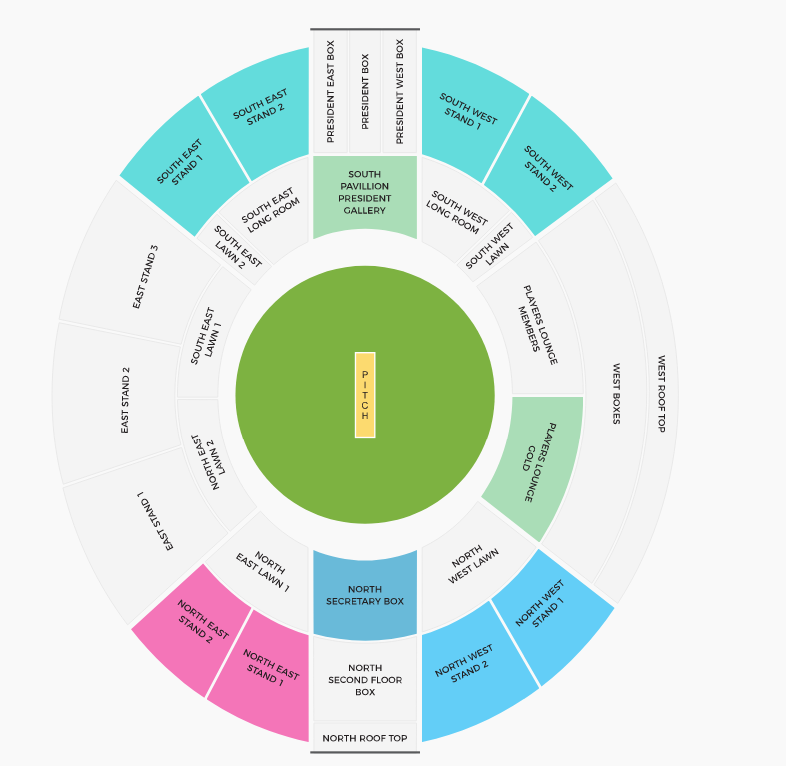 PRESIDENT EAST BOX
PRESIDENT BOX
PRESIDENT WEST BOX
SOUTH EAST
STAND 2
SOUTH WEST
STAND 1
SOUTH EAST
STAND 1
SOUTH WEST
STAND 2
SOUTH
PAVILLION
PRESIDENT
GALLERY
SOUTH EAST
LONG ROOM
SOUTH WEST
LONG ROOM
SOUTH EAST
LAWN 2
SOUTH WEST
LAWN
EAST STAND 3
SOUTH EAST
LAWN 1
PLAYERS LOUNGE
MEMBERS
EAST STAND 2
PITCH
WEST BOXES
WEST ROOF TOP
NORTH EAST
LAWN 2
PLAYERS LOUNGE
GOLD
EAST STAND 1
NORTH
EAST LAWN 1
NORTH
WEST LAWN
NORTH
SECRETARY BOX
NORTH EAST
STAND 2
NORTH WEST
STAND 1
NORTH EAST
STAND 1
NORTH WEST
STAND 2
NORTH
SECOND FLOOR
BOX
NORTH ROOF TOP